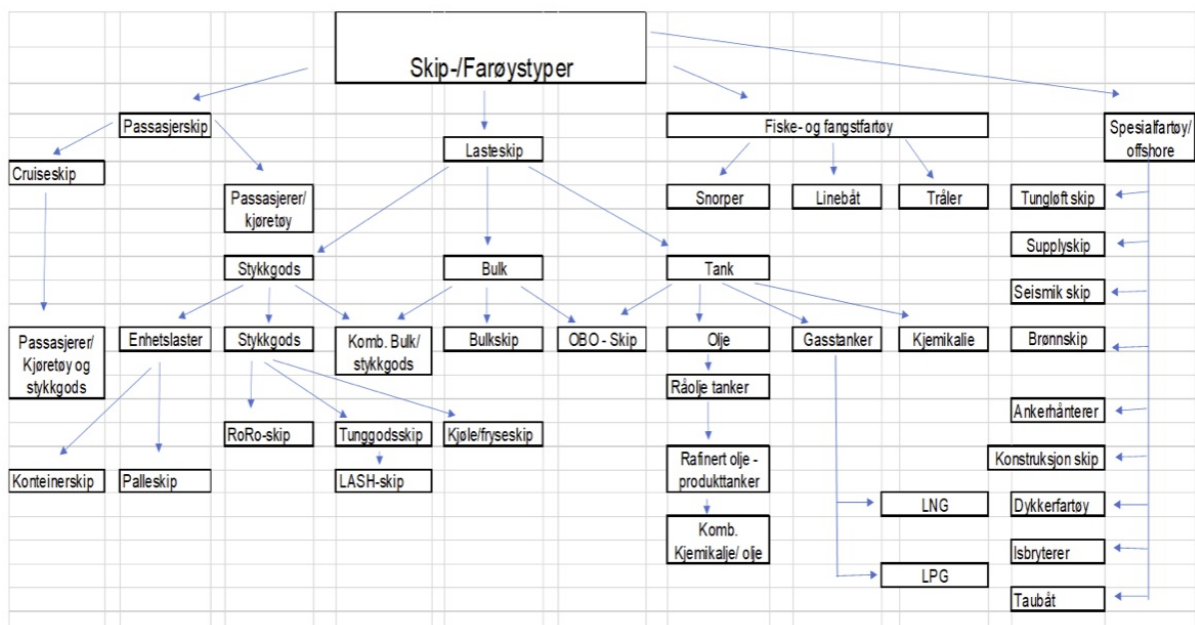 Skip-/Farøystyper
Passasjerskip
Fiske- og fangstfartøy
Spesialfartøy/
offshore
Lasteskip
Cruiseskip
Passasjerer/
kjøretøy
Snorper
Linebåt
Tråler
Tungløft skip
Supplyskip
Stykkgods
Bulk
Tank
Seismik skip
Passasjerer/
Kjøretøy og
stykkgods
Enhetslaster
Stykkgods
Komb. Bulk/
stykkgods
Bulkskip
OBO - Skip
Olje
Gasstanker
Kjemikalie
Brønnskip
Råolje tanker
Ankerhånterer
RoRo-skip
Tunggodsskip
Kjøle/fryseskip
Rafinert olje -
produkttanker
Konstruksjon skip
Konteinerskip
Palleskip
LASH-skip
LNG
Dykkerfartøy
Komb.
Kjemikalje/ olje
Isbryterer
LPG
Taubåt